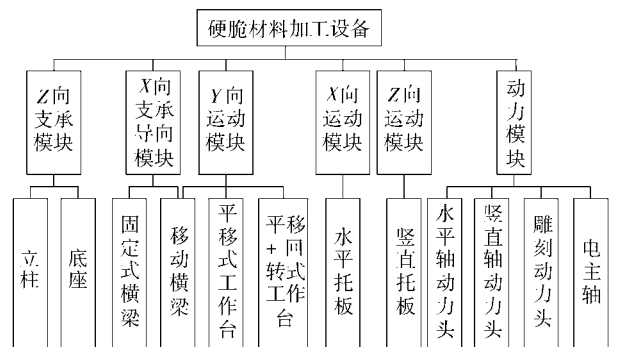 硬脆材料加工设备
Z向
支承
模块
X向
支承
导向
模块
Y向
运动
模块
X向
运动
模块
Z向
运动
模块
动力
模块
立柱
底座
固定式横梁
移动横梁
平移式工作台
平移
+回
转式
工作
台
水平托板
竖直托板
水平轴动力头
竖直轴动力头
雕刻动力头
电主轴